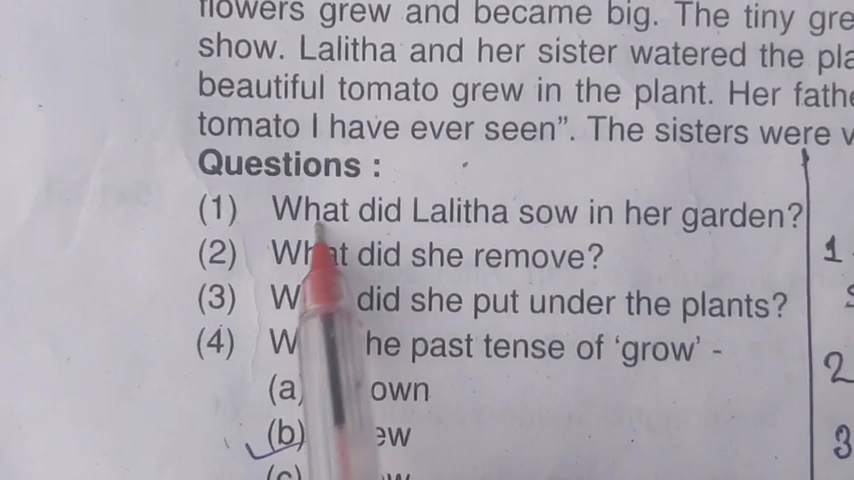 flowers grew and became big. The tiny gre
show. Lalitha and her sister watered the pla
beautiful tomato grew in the plant. Her fathe
tomato I have ever seen”. The sisters were v
Questions :
(1) What did Lalitha sow in her garden?
(2) What did she remove?
(3) W did she put under the plants?
(4) W he past tense of ‘grow’ -
(a) own
(b) ew
(c)
1
2
3